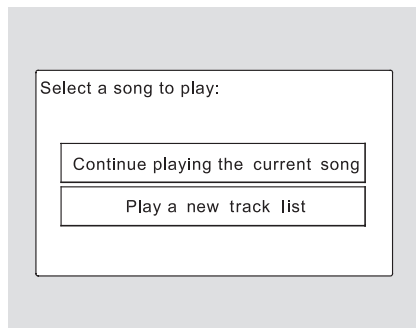 Select a song to play:
Continue playing the current song
Play a new track list